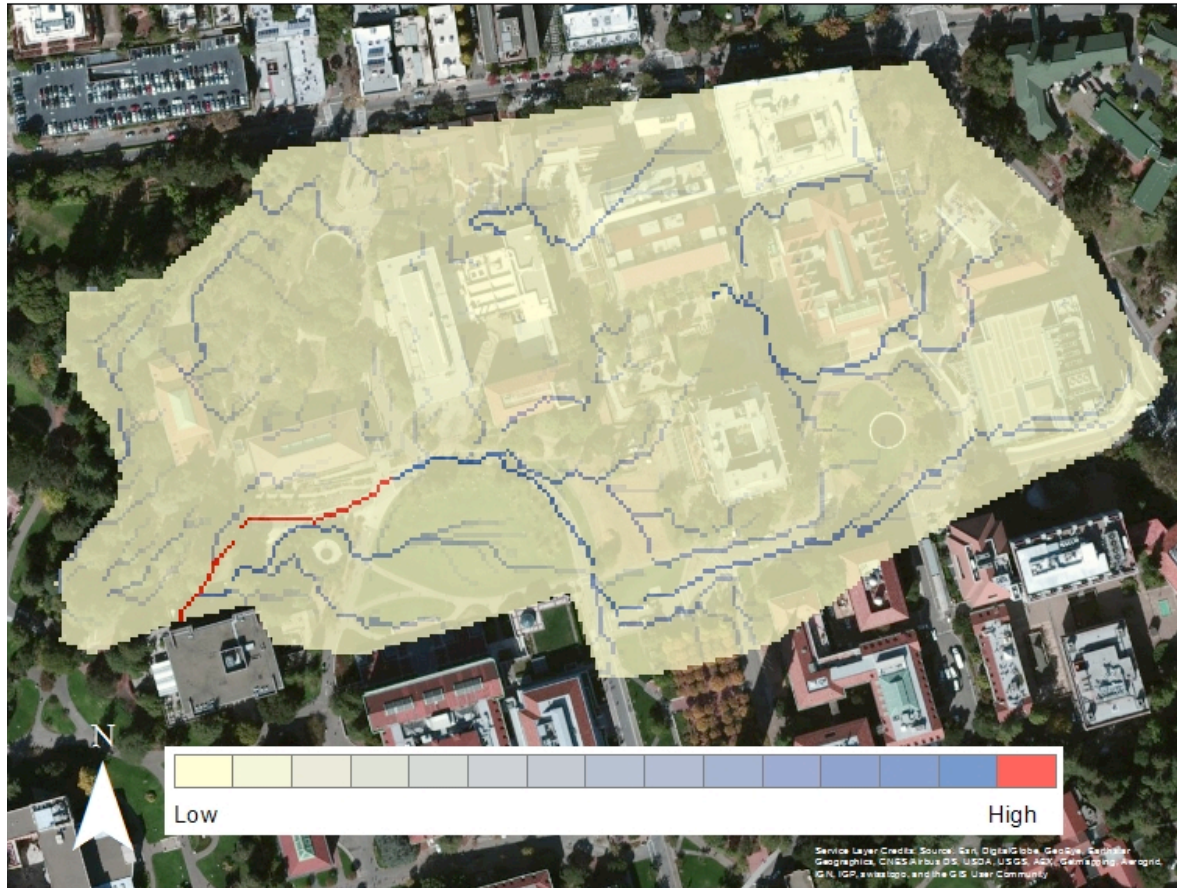 N
Low
High
Service Layer Credits: Source: Esri, DigitalGlobe, GeoEye, Earthstar
Geographics, CNES/Airbus DS, USDA, USGS, AEX, Getmapping, Aerogrid,
IGN, IGP, swisstopo, and the GIS User Community